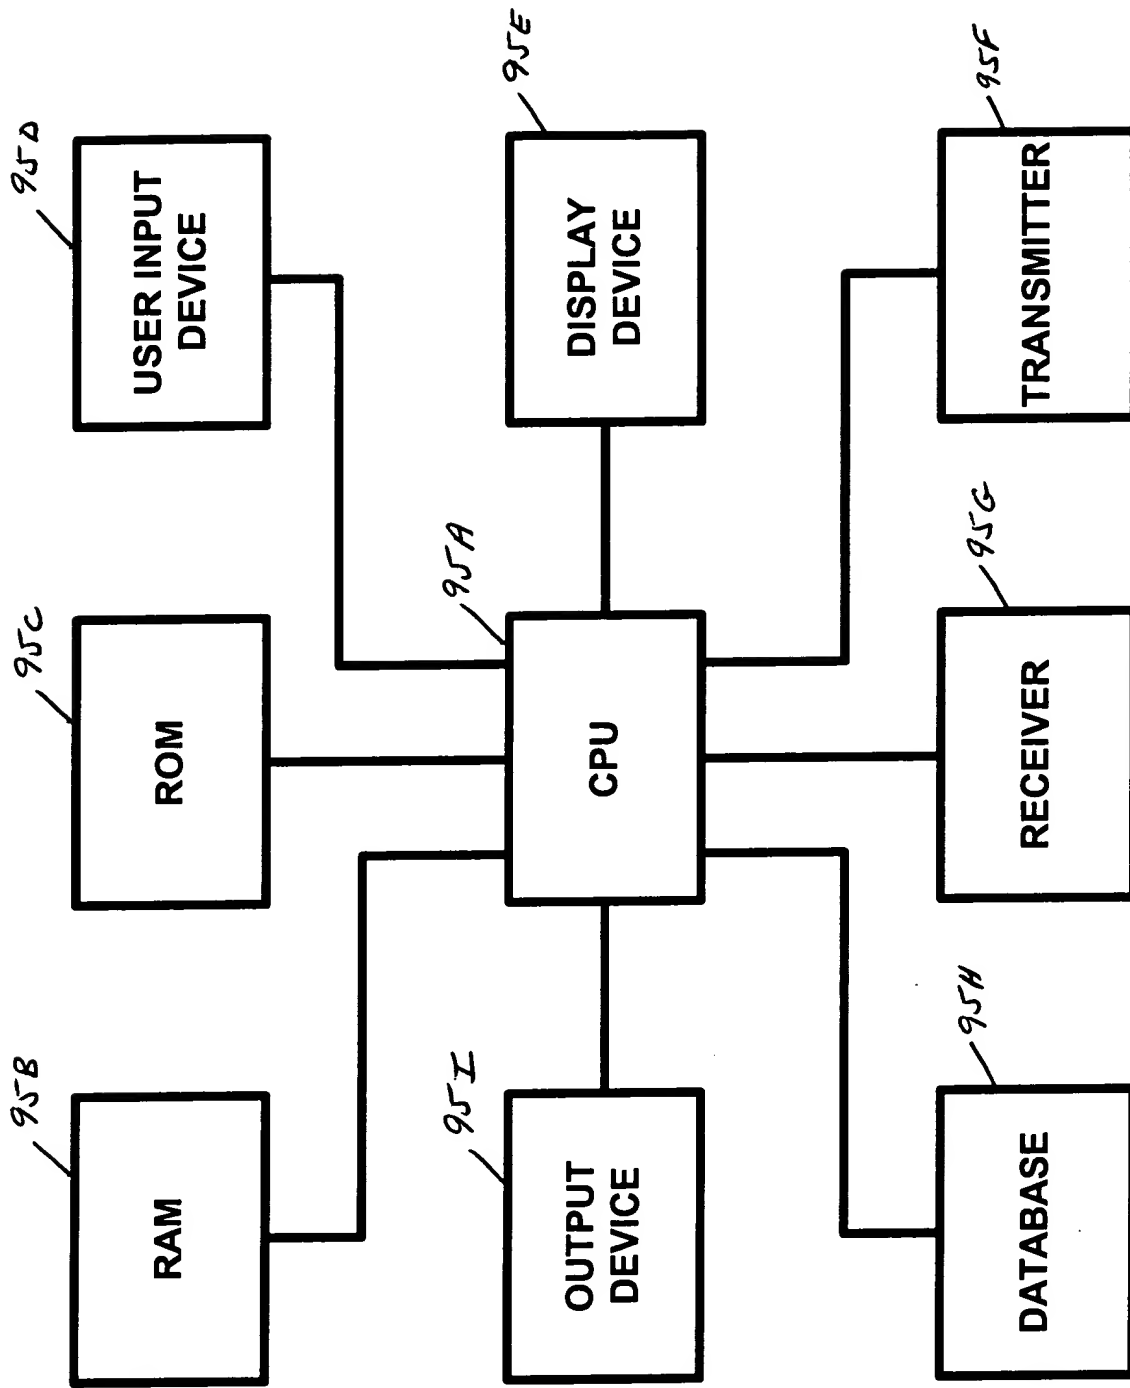 95B
RAM
95C
ROM
95D
USER INPUT
DEVICE
95I
OUTPUT
DEVICE
95A
CPU
95E
DISPLAY
DEVICE
95H
DATABASE
95G
RECEIVER
95F
TRANSMITTER